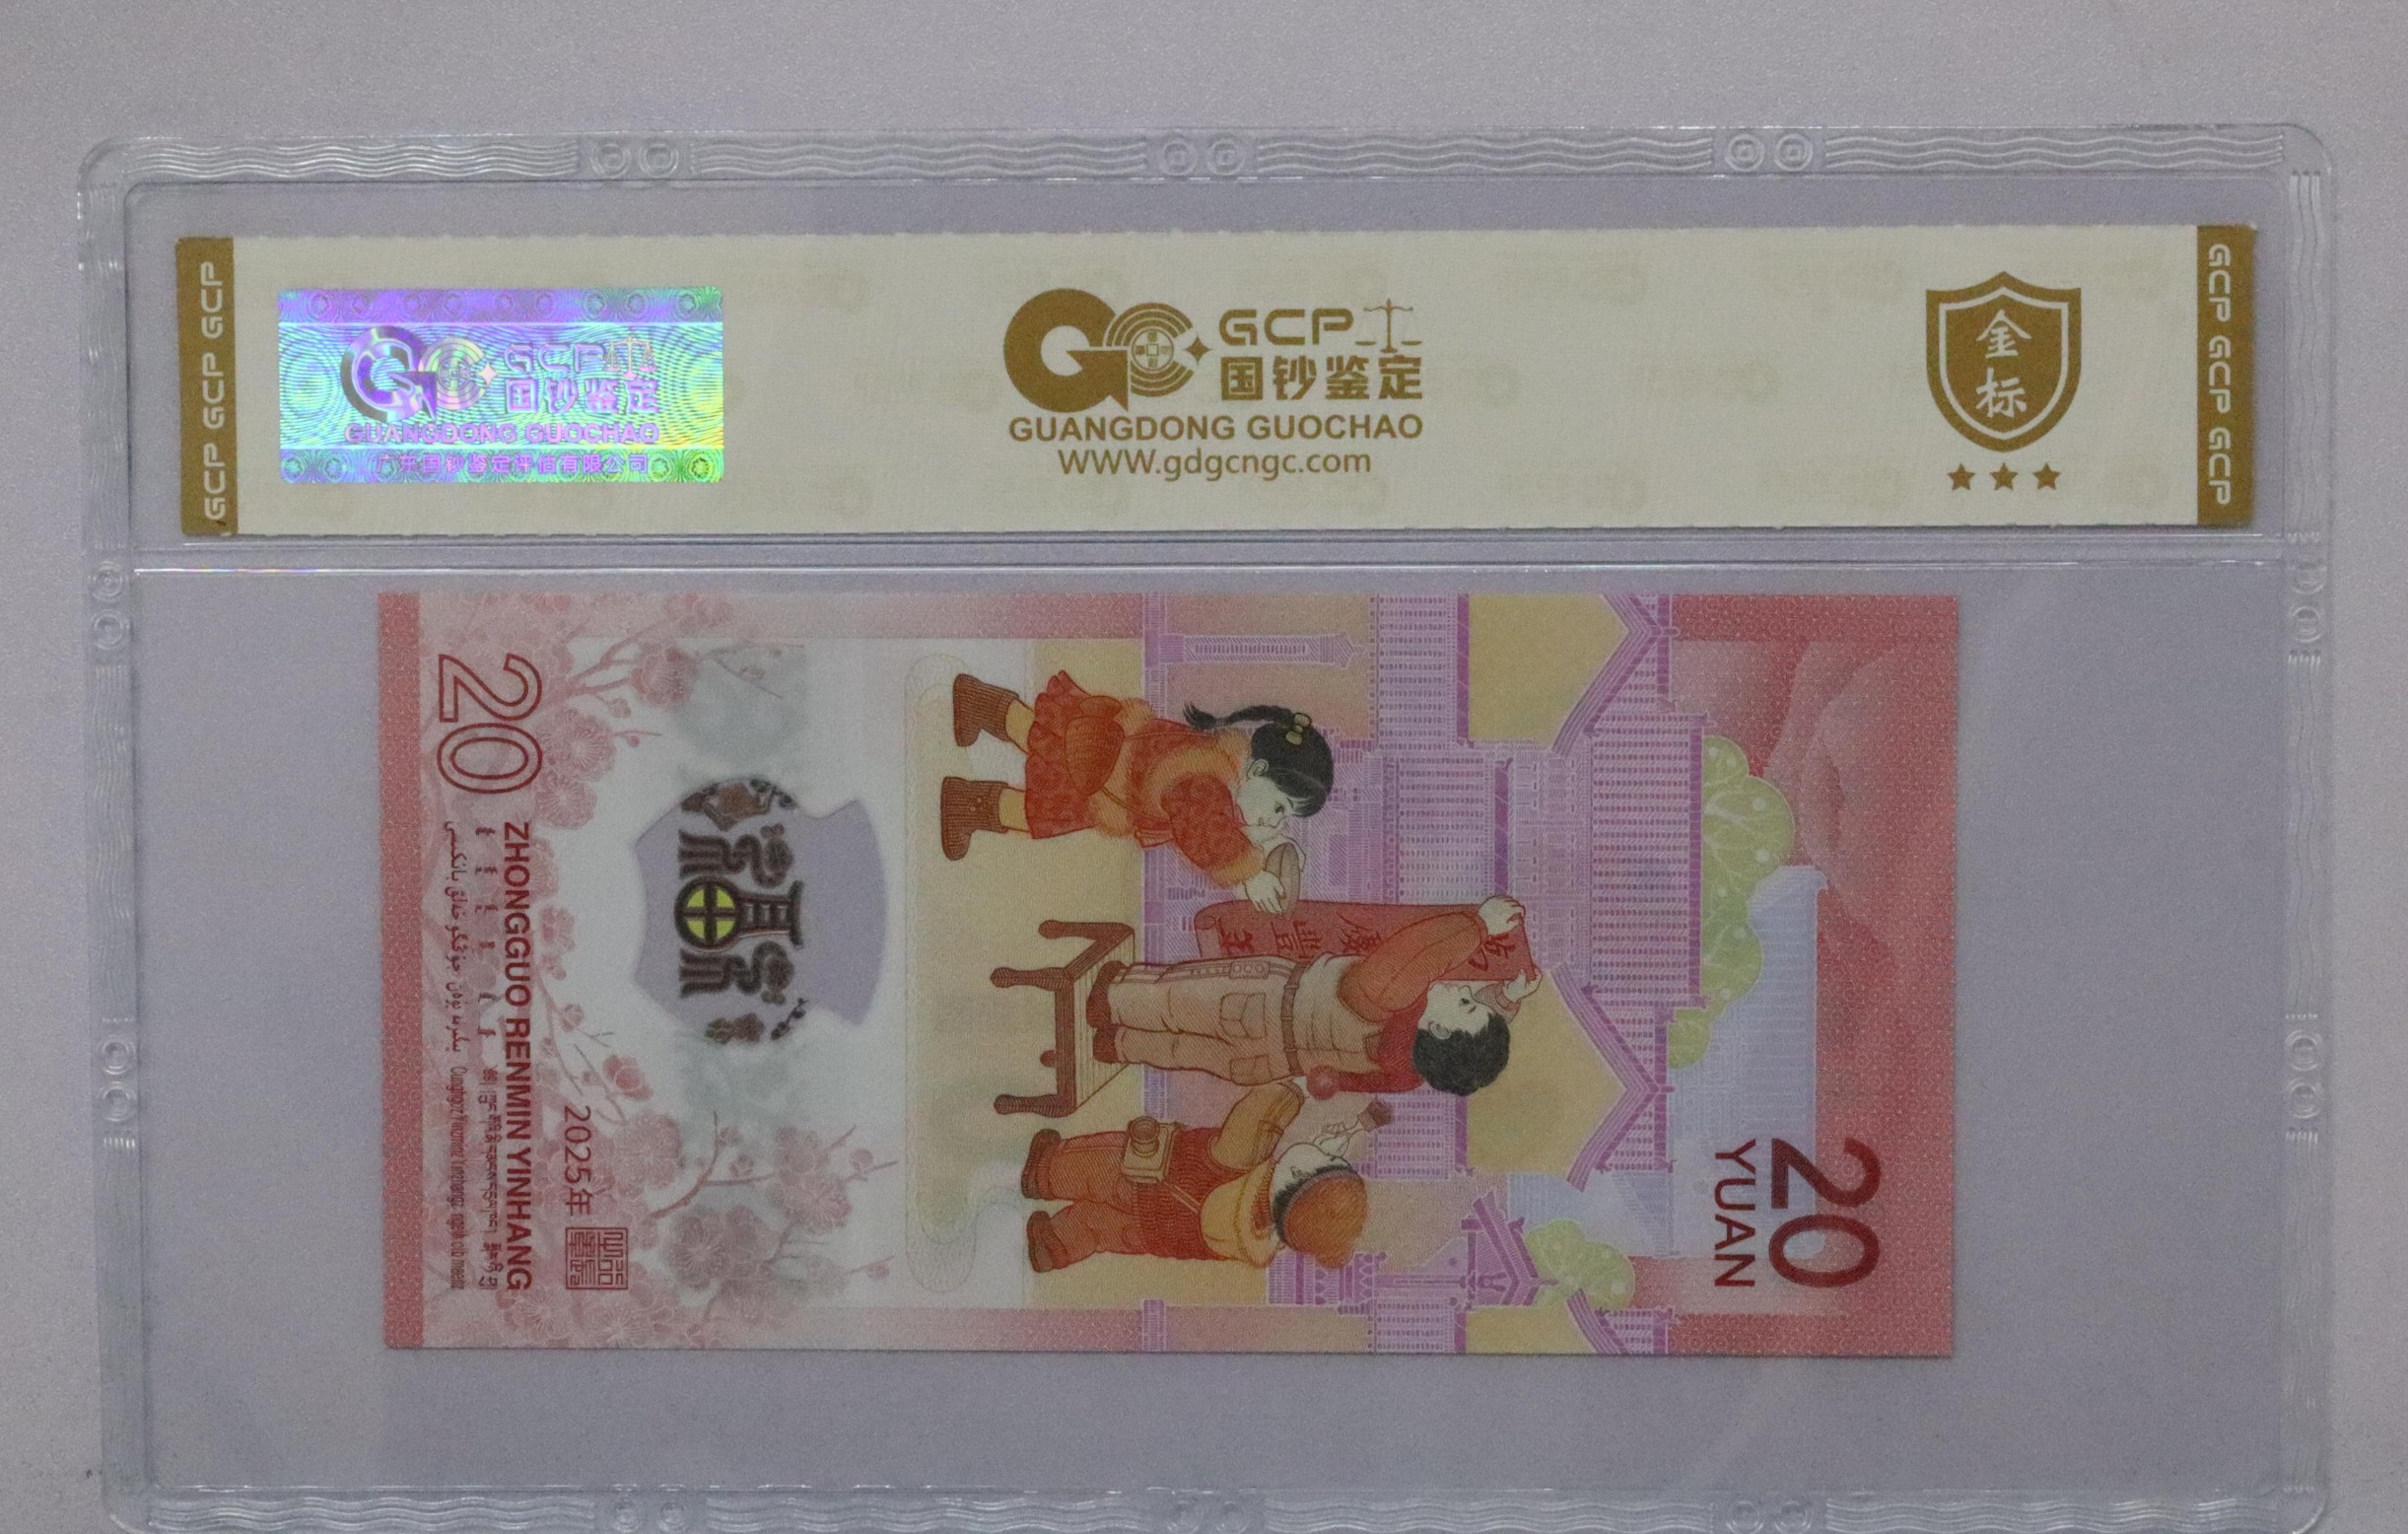 GCP GCP GCP
GCP
国钞鉴定
GUANGDONG GUOCHAO
广东国钞鉴定评估有限公司
GCP
国钞鉴定
GUANGDONG GUOCHAO
WWW.gdgcngc.com
金
标
GCP GCP GCP
20
YUAN
20
ZHONGGUO RENMIN YINHANG
2025年